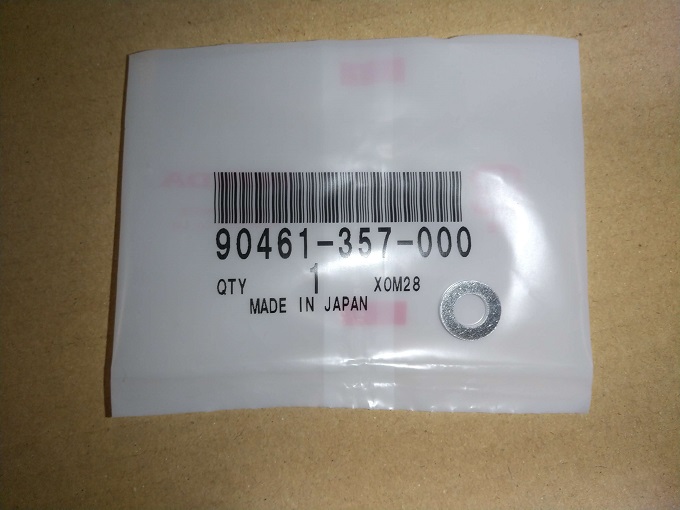 90461-357-000
QTY 1 XOM28
MADE IN JAPAN